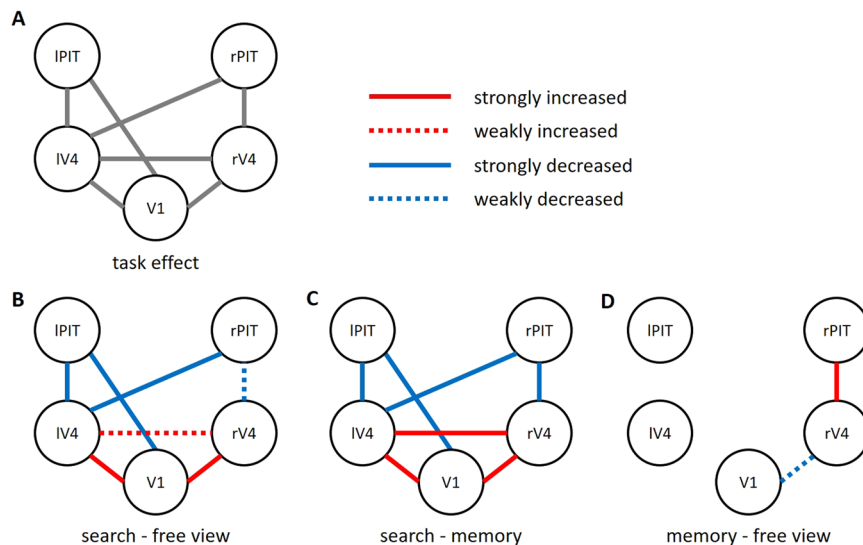 A
lPIT
rPIT
lV4
rV4
V1
task effect
strongly increased
weakly increased
strongly decreased
weakly decreased
B
lPIT
rPIT
lV4
rV4
V1
search - free view
C
lPIT
rPIT
lV4
rV4
V1
search - memory
D
lPIT
rPIT
lV4
rV4
V1
memory - free view